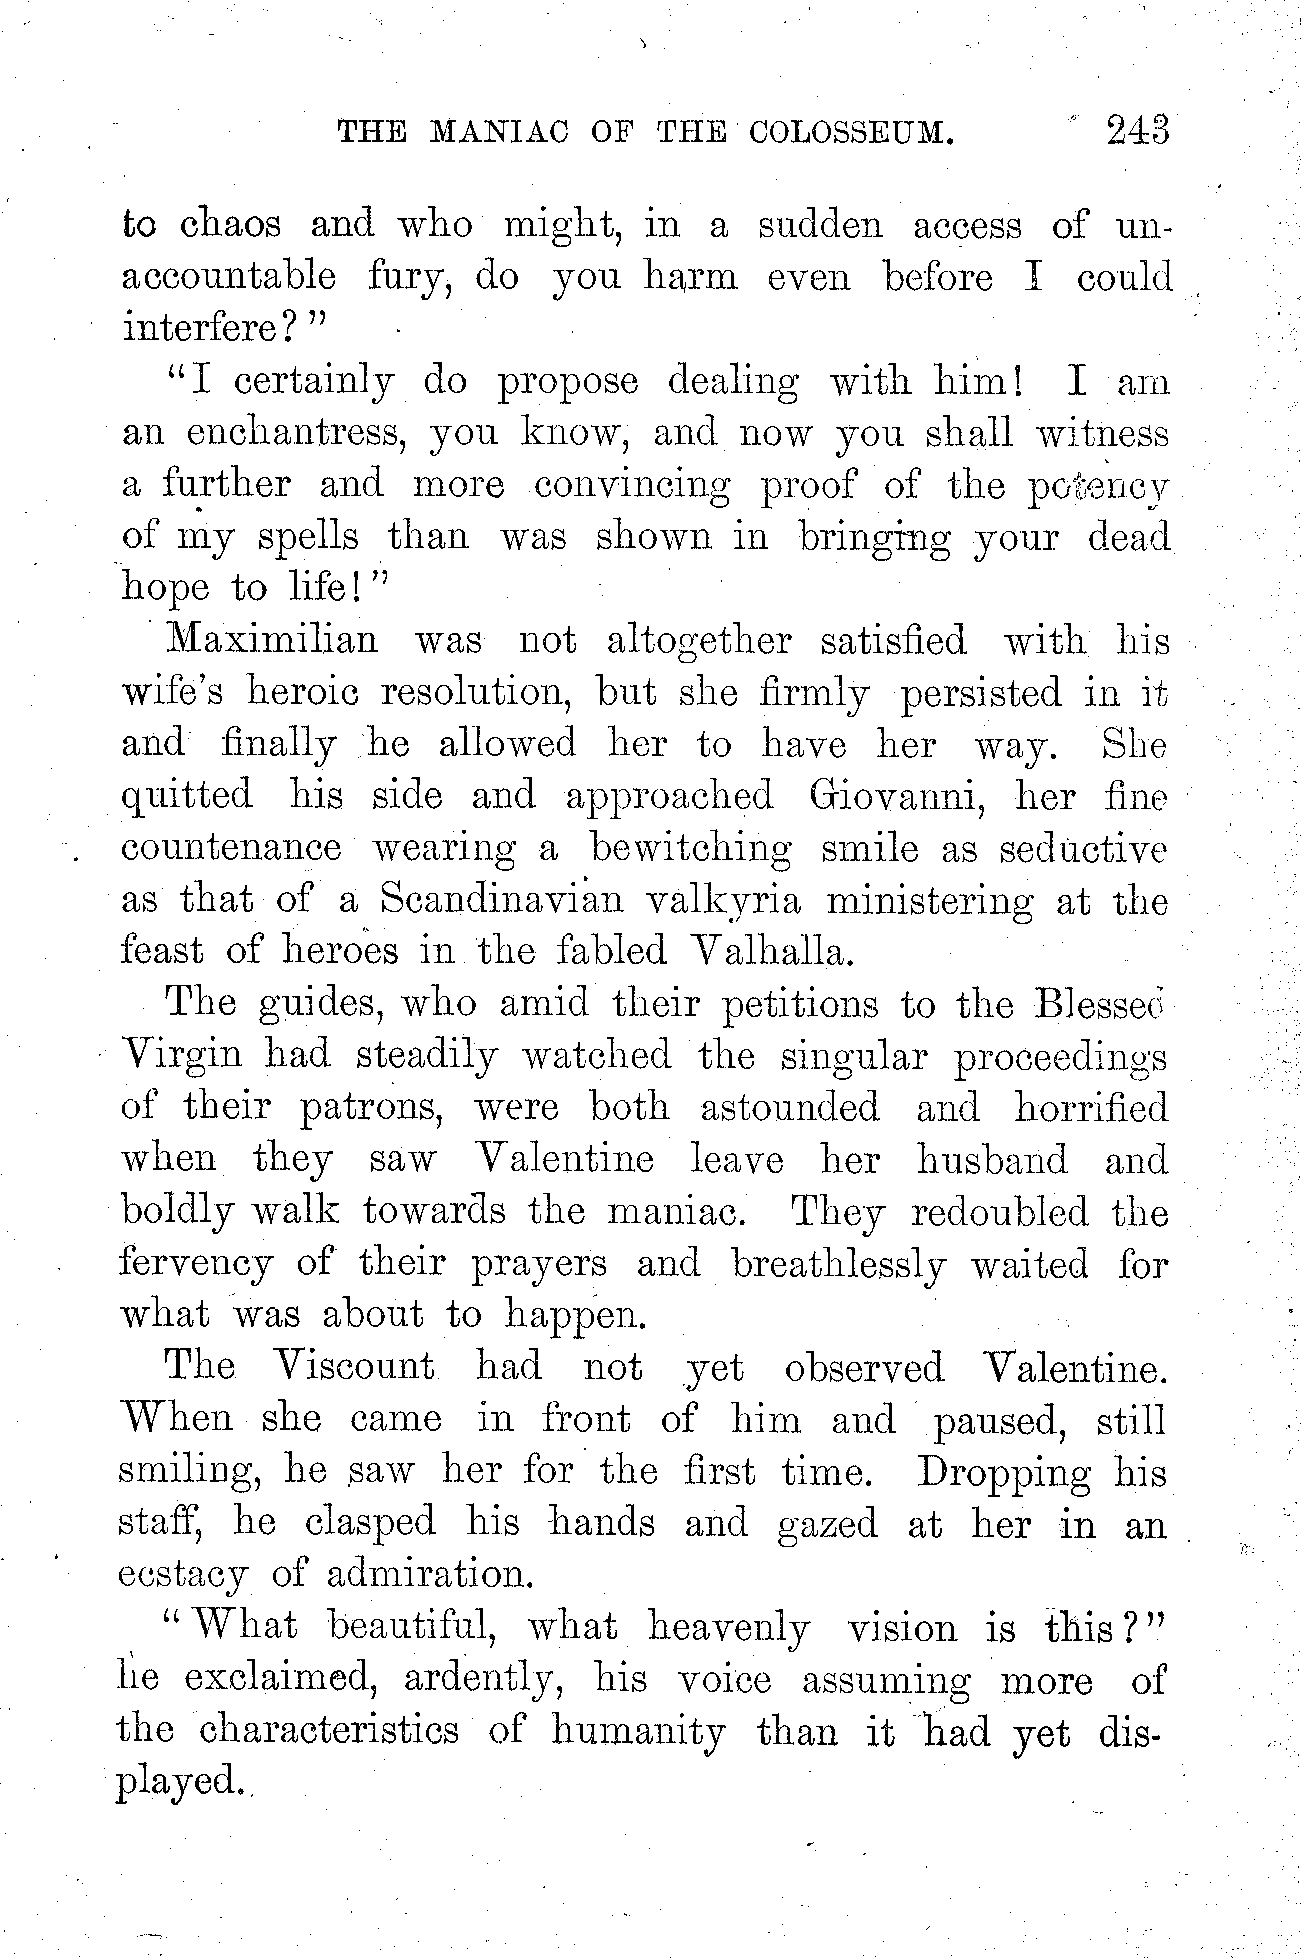 THE MANIAC OF THE COLOSSEUM. 243
to chaos and who might, in a sudden access of un-
accountable fury, do you harm even before I could
interfere?"
"I certainly do propose dealing with him! I am
an enchantress, you know, and now you shall witness
a further and more convincing proof of the potency
of my spells than was shown in bringing your dead
hope to life!"
Maximilian was not altogether satisfied with his
wife's heroic resolution, but she firmly persisted in it
and finally he allowed her to have her way. She
quitted his side and approached Giovanni, her fine
countenance wearing a bewitching smile as seductive
as that of a Scandinavian valkyria ministering at the
feast of heroes in the fabled Valhalla.
The guides, who amid their petitions to the Blessed
Virgin had steadily watched the singular proceedings
of their patrons, were both astounded and horrified
when they saw Valentine leave her husband and
boldly walk towards the maniac. They redoubled the
fervency of their prayers and breathlessly waited for
what was about to happen.
The Viscount had not yet observed Valentine.
When she came in front of him and paused, still
smiling, he saw her for the first time. Dropping his
staff, he clasped his hands and gazed at her in an
ecstacy of admiration.
"What beautiful, what heavenly vision is this?"
he exclaimed, ardently, his voice assuming more of
the characteristics of humanity than it had yet dis-
played.